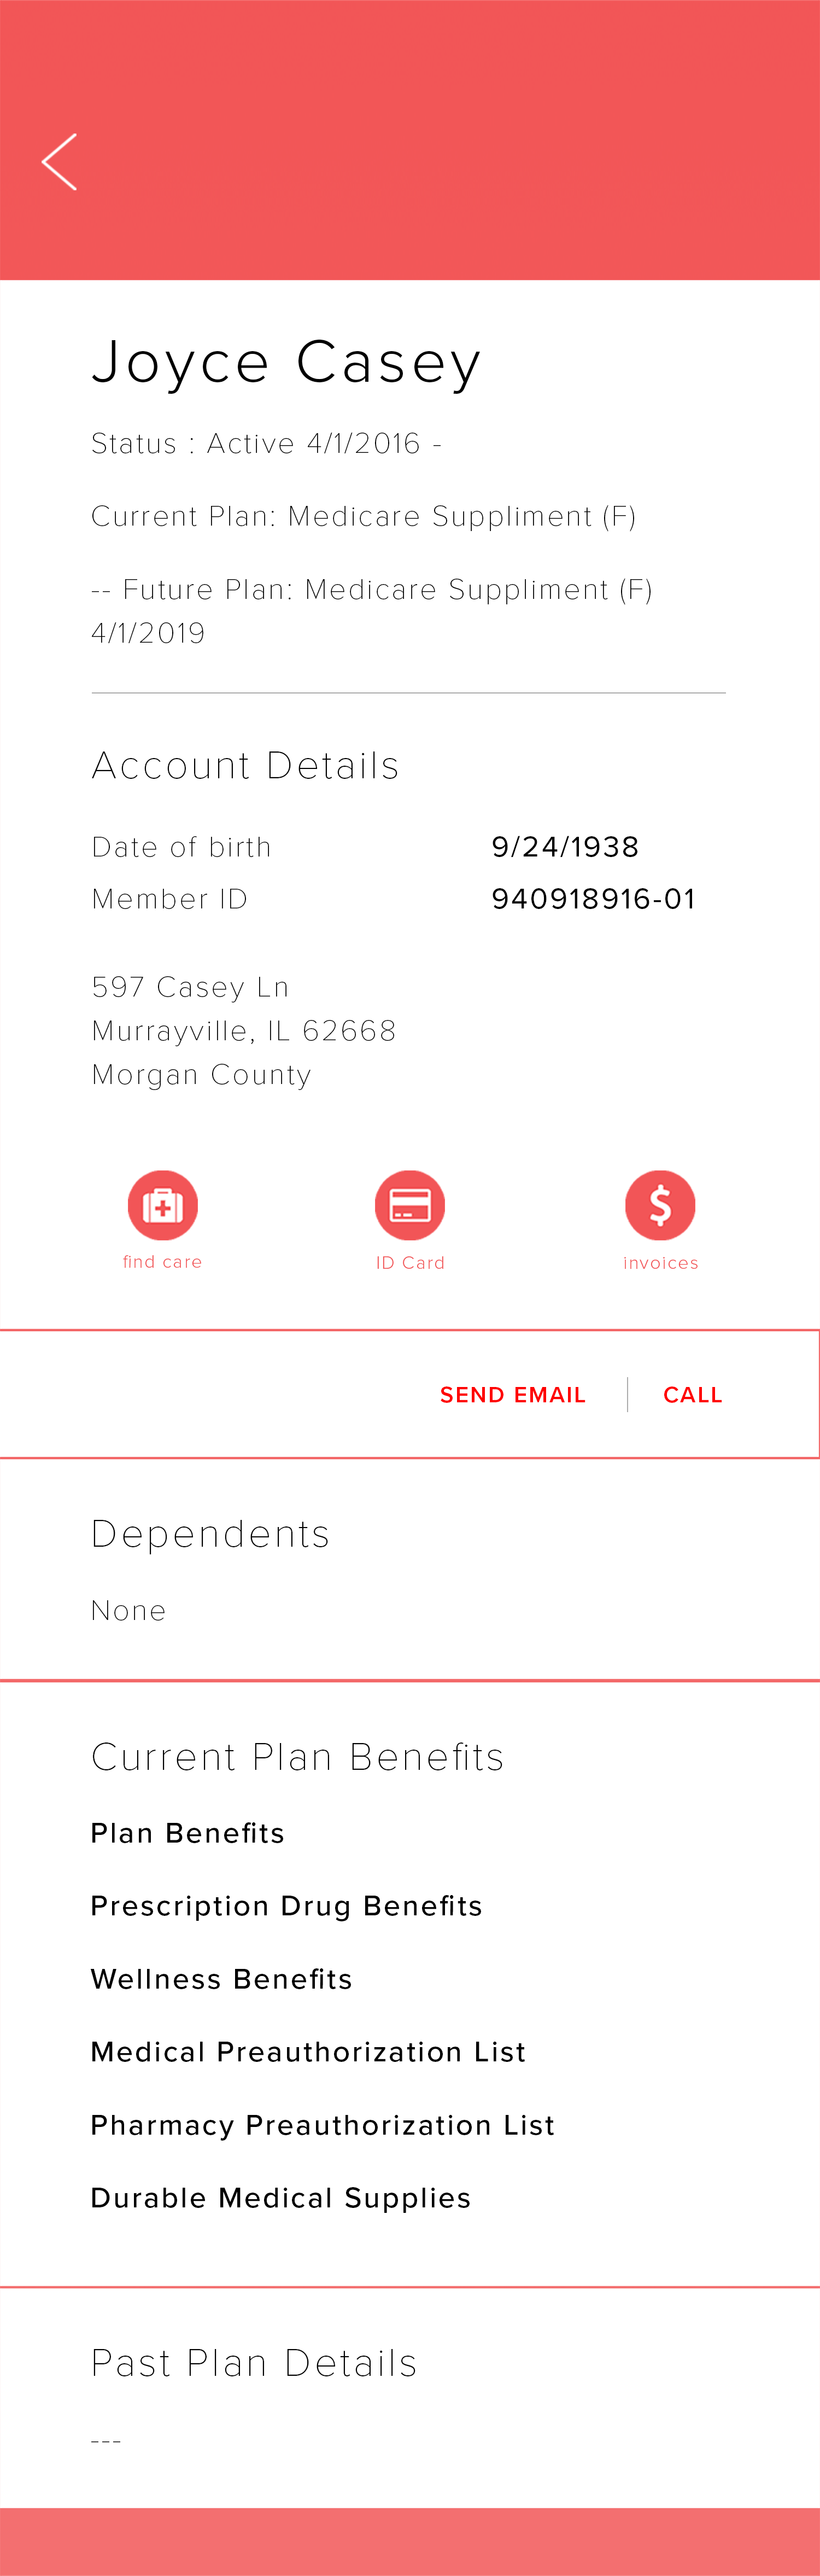 Joyce Casey
Status : Active 4/1/2016 -
Current Plan: Medicare Suppliment (F)
-- Future Plan: Medicare Suppliment (F)
4/1/2019
Account Details
Date of birth 9/24/1938
Member ID 940918916-01
597 Casey Ln
Murrayville, IL 62668
Morgan County
find care ID Card invoices
SEND EMAIL CALL
Dependents
None
Current Plan Benefits
Plan Benefits
Prescription Drug Benefits
Wellness Benefits
Medical Preauthorization List
Pharmacy Preauthorization List
Durable Medical Supplies
Past Plan Details
---